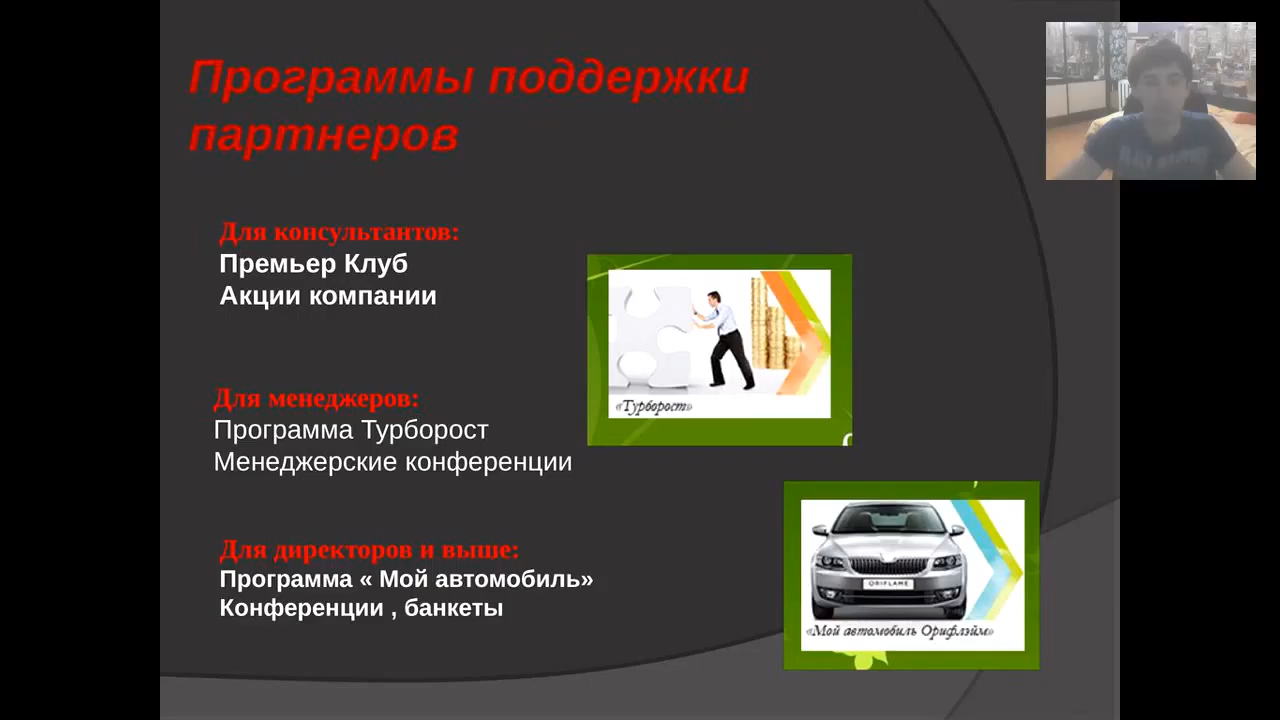 Программы поддержки
партнеров
Для консультантов:
Премьер Клуб
Акции компании
«Турборост»
Для менеджеров:
Программа Турборост
Менеджерские конференции
Для директоров и выше:
Программа « Мой автомобиль»
Конференции , банкеты
ORIFLAME
«Мой автомобиль Орифлэйм»